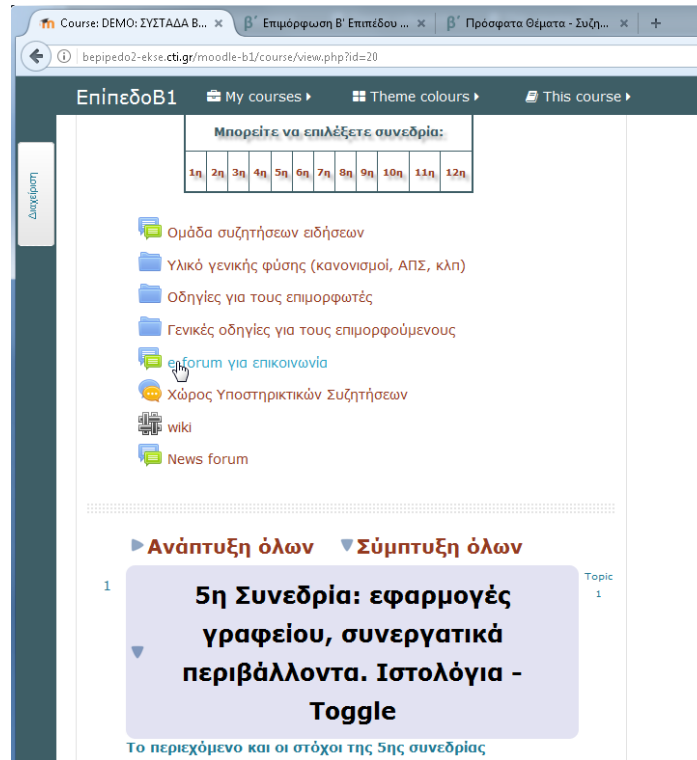 Course: DEMO: ΣΥΣΤΑΔΑ Β...
Επιμόρφωση Β' Επιπέδου ...
Πρόσφατα Θέματα - Συζη...
bepipedo2-ekse.cti.gr/moodle-b1/course/view.php?id=20
ΕπίπεδοΒ1 My courses Theme colours This course
Διαχείριση
Μπορείτε να επιλέξετε συνεδρία:
1η 2η 3η 4η 5η 6η 7η 8η 9η 10η 11η 12η
Ομάδα συζητήσεων ειδήσεων
Υλικό γενικής φύσης (κανονισμοί, ΑΠΣ, κλπ)
Οδηγίες για τους επιμορφωτές
Γενικές οδηγίες για τους επιμορφούμενους
e-forum για επικοινωνία
Χώρος Υποστηρικτικών Συζητήσεων
wiki
News forum
Ανάπτυξη όλων Σύμπτυξη όλων
1
5η Συνεδρία: εφαρμογές
γραφείου, συνεργατικά
περιβάλλοντα. Ιστολόγια -
Toggle
Topic
1
Το περιεχόμενο και οι στόχοι της 5ης συνεδρίας